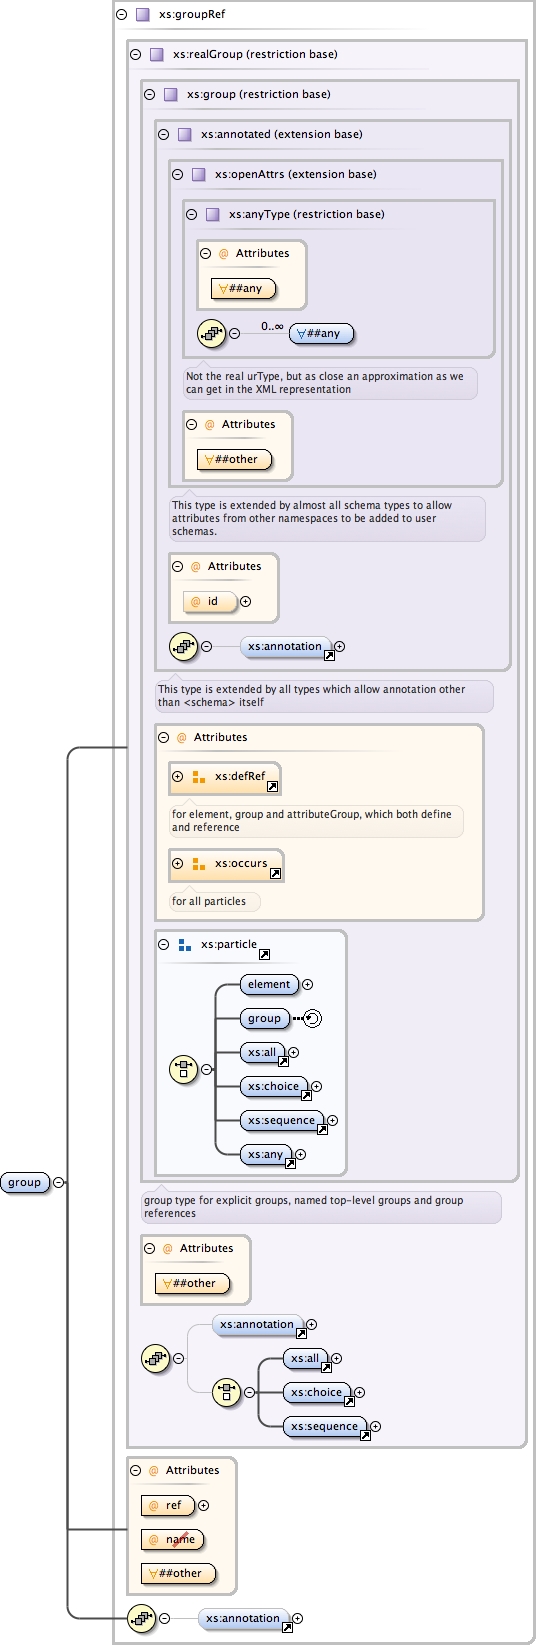 xs:groupRef
xs:realGroup (restriction base)
xs:group (restriction base)
xs:annotated (extension base)
xs:openAttrs (extension base)
xs:anyType (restriction base)
@ Attributes
∀##any
0..∞ ∀##any
Not the real urType, but as close an approximation as we
can get in the XML representation
@ Attributes
∀##other
This type is extended by almost all schema types to allow
attributes from other namespaces to be added to user
schemas.
@ Attributes
@ id
xs:annotation
This type is extended by all types which allow annotation other
than <schema> itself
@ Attributes
xs:defRef
for element, group and attributeGroup, which both define
and reference
xs:occurs
for all particles
xs:particle
element
group
xs:all
xs:choice
xs:sequence
xs:any
group
group type for explicit groups, named top-level groups and group
references
@ Attributes
∀##other
xs:annotation
xs:all
xs:choice
xs:sequence
@ Attributes
@ ref
@ name
∀##other
xs:annotation